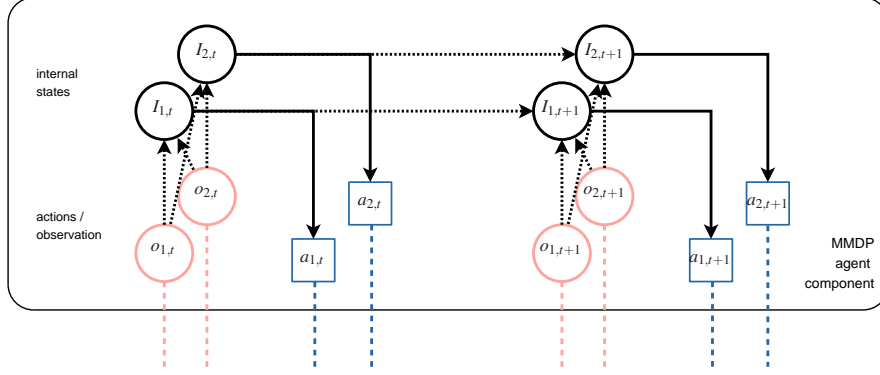 I2,t
I2,t+1
internal
states
I1,t
I1,t+1
o2,t
o2,t+1
a2,t
a2,t+1
actions /
observation
o1,t
o1,t+1
a1,t
a1,t+1
MMDP
agent
component